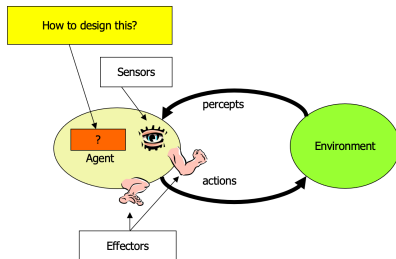 How to design this?
Sensors
percepts
?
Agent
Environment
actions
Effectors